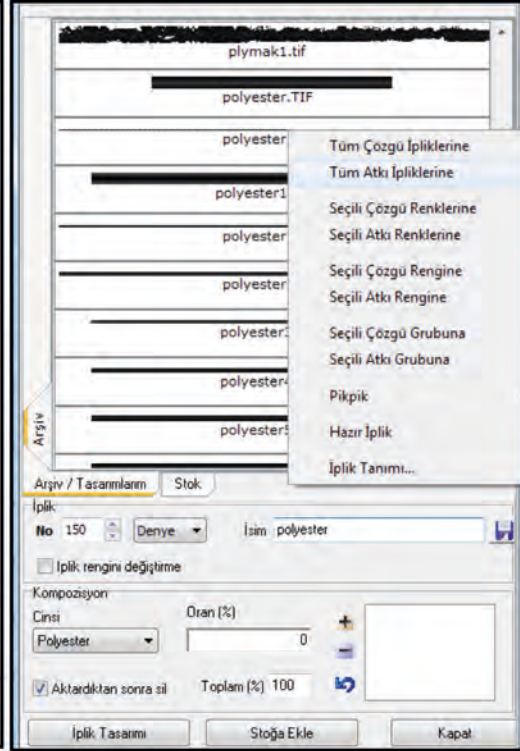 plymak1.tif
polyester.TIF
polyester
polyester1
polyester
polyester
polyester
polyester4
polyester
Tüm Çözgü İpliklerine
Tüm Atkı İpliklerine
Seçili Çözgü Renklerine
Seçili Atkı Renklerine
Seçili Çözgü Rengine
Seçili Atkı Rengine
Seçili Çözgü Grubuna
Seçili Atkı Grubuna
Pikpik
Hazır İplik
İplik Tanımı...
Arşiv
Arşiv / Tasarımlarım Stok
İplik
No 150 Denye İsim polyester
İplik rengini değiştirme
Kompozisyon
Cinsi Oran (%)
Polyester 0
Aktardıktan sonra sil Toplam (%) 100
İplik Tasarımı Stoğa Ekle Kapat